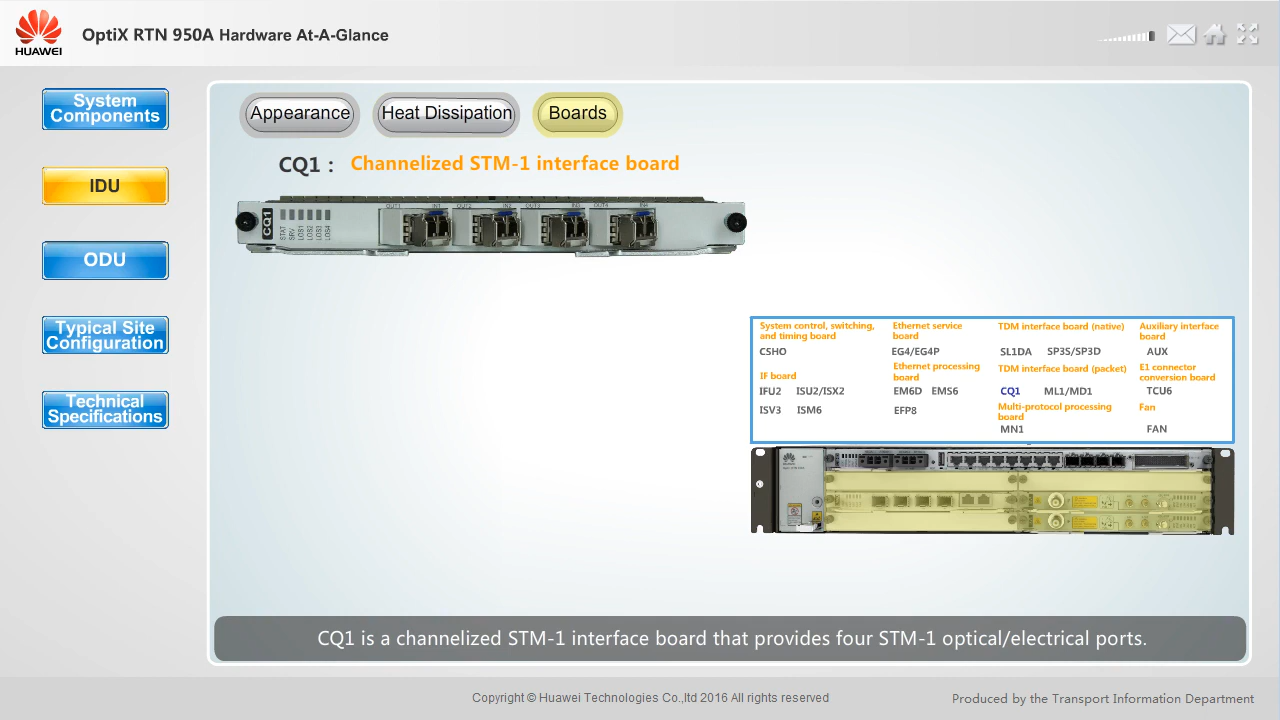 HUAWEI
OptiX RTN 950A Hardware At-A-Glance
System
Components
IDU
ODU
Typical Site
Configuration
Technical
Specifications
Appearance
Heat Dissipation
Boards
CQ1 : Channelized STM-1 interface board
CQ1
STAT
SRV
LOS1
LOS2
LOS3
LOS4
OUT1 IN1 OUT2 IN2 OUT3 IN3 OUT4 IN4
System control, switching,
and timing board
CSHO
IF board
IFU2 ISU2/ISX2
ISV3 ISM6
Ethernet service
board
EG4/EG4P
Ethernet processing
board
EM6D EMS6
EFP8
TDM interface board (native)
SL1DA SP3S/SP3D
TDM interface board (packet)
CQ1 ML1/MD1
Multi-protocol processing
board
MN1
Auxiliary interface
board
AUX
E1 connector
conversion board
TCU6
Fan
FAN
CQ1 is a channelized STM-1 interface board that provides four STM-1 optical/electrical ports.
Copyright © Huawei Technologies Co.,ltd 2016 All rights reserved
Produced by the Transport Information Department